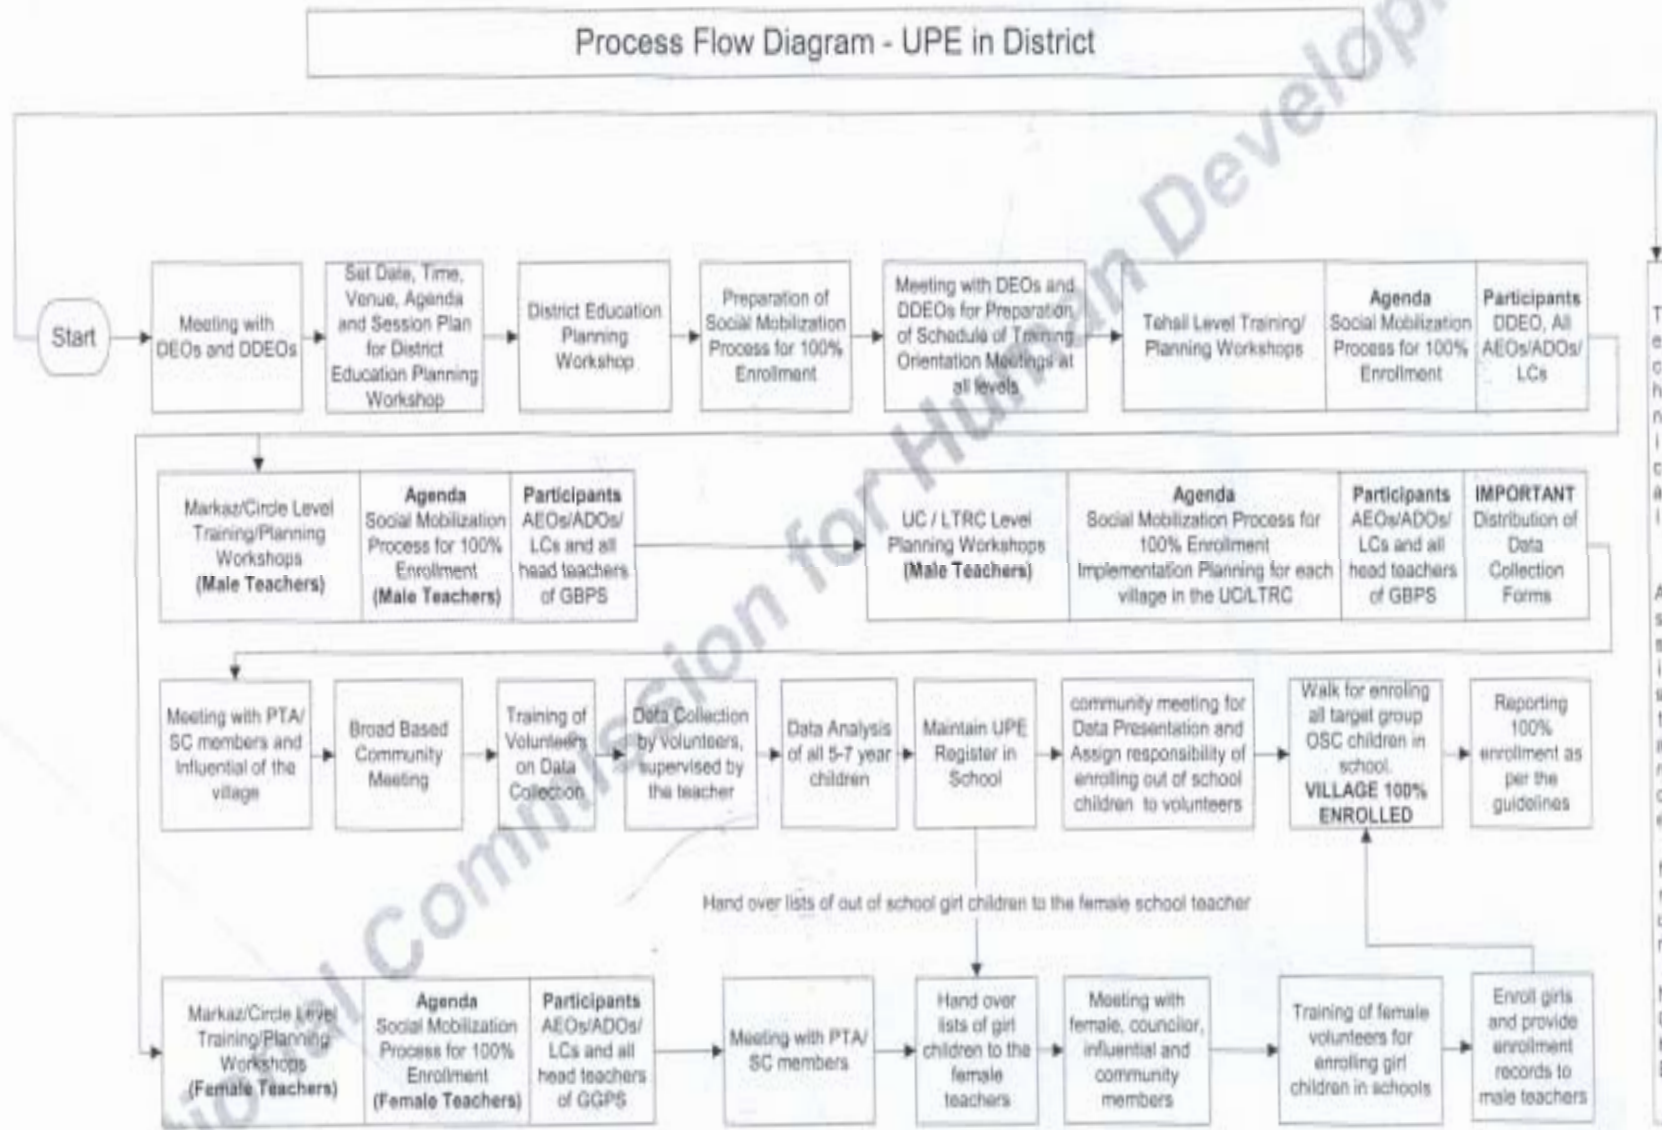 Process Flow Diagram - UPE in District
Start
Meeting with
DEOs and DDEOs
Set Date, Time,
Venue, Agenda
and Session Plan
for District
Education Planning
Workshop
District Education
Planning
Workshop
Preparation of
Social Mobilization
Process for 100%
Enrollment
Meeting with DEOs and
DDEOs for Preparation
of Schedule of Training
Orientation Meetings at
all levels
Tehsil Level Training/
Planning Workshops
Agenda
Social Mobilization
Process for 100%
Enrollment
Participants
DDEO, All
AEOs/ADOs/
LCs
Markaz/Circle Level
Training/Planning
Workshops
(Male Teachers)
Agenda
Social Mobilization
Process for 100%
Enrollment
(Male Teachers)
Participants
AEOs/ADOs/
LCs and all
head teachers
of GBPS
UC / LTRC Level
Planning Workshops
(Male Teachers)
Agenda
Social Mobilization Process for
100% Enrollment
Implementation Planning for each
village in the UC/LTRC
Participants
AEOs/ADOs/
LCs and all
head teachers
of GBPS
IMPORTANT
Distribution of
Data
Collection
Forms
Meeting with PTA/
SC members and
Influential of the
village
Broad Based
Community
Meeting
Training of
Volunteers
on Data
Collection
Data Collection
by volunteers,
supervised by
the teacher
Data Analysis
of all 5-7 year
children
Maintain UPE
Register in
School
community meeting for
Data Presentation and
Assign responsibility of
enrolling out of school
children to volunteers
Walk for enroling
all target group
OSC children in
school.
VILLAGE 100%
ENROLLED
Reporting
100%
enrollment as
per the
guidelines
Hand over lists of out of school girl children to the female school teacher
Markaz/Circle Level
Training/Planning
Workshops
(Female Teachers)
Agenda
Social Mobilization
Process for 100%
Enrollment
(Female Teachers)
Participants
AEOs/ADOs/
LCs and all
head teachers
of GGPS
Meeting with PTA/
SC members
Hand over
lists of girl
children to the
female
teachers
Meeting with
female, councilor,
influential and
community
members
Training of female
volunteers for
enrolling girl
children in schools
Enroll girls
and provide
enrollment
records to
male teachers
Technical
Commission for Human